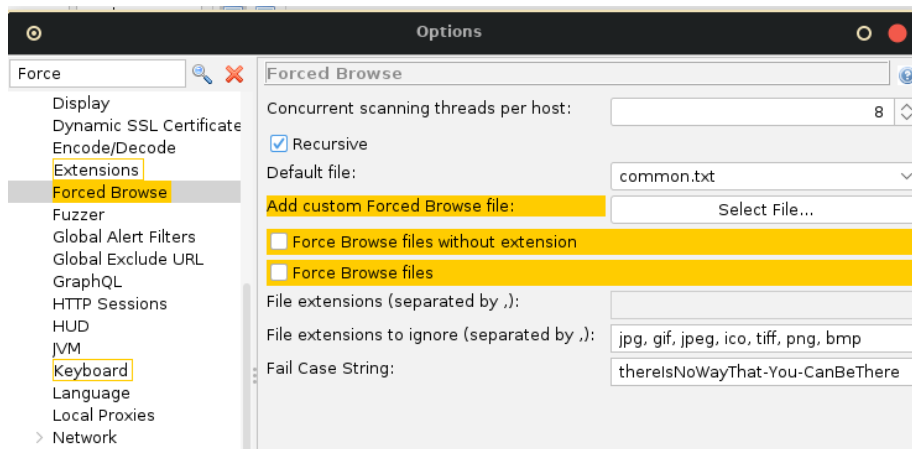 Options
Force
Display
Dynamic SSL Certificate
Encode/Decode
Extensions
Forced Browse
Fuzzer
Global Alert Filters
Global Exclude URL
GraphQL
HTTP Sessions
HUD
JVM
Keyboard
Language
Local Proxies
Network
Forced Browse
Concurrent scanning threads per host: 8
Recursive
Default file: common.txt
Add custom Forced Browse file: Select File...
Force Browse files without extension
Force Browse files
File extensions (separated by ,):
File extensions to ignore (separated by ,): jpg, gif, jpeg, ico, tiff, png, bmp
Fail Case String: thereIsNoWayThat-You-CanBeThere